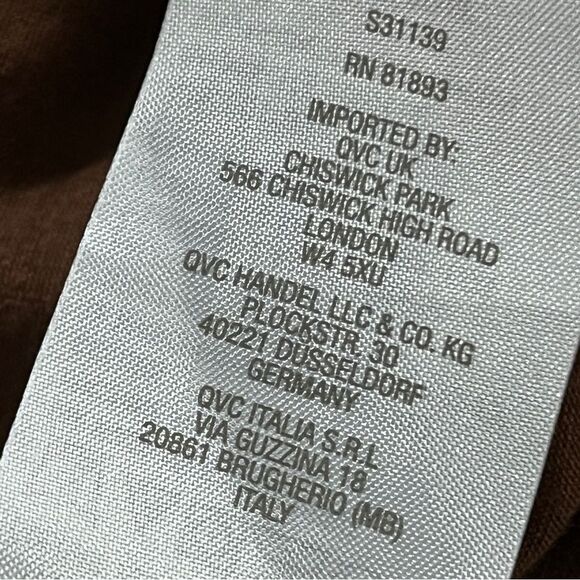 S31139
RN 81893
IMPORTED BY:
QVC UK
CHISWICK PARK
566 CHISWICK HIGH ROAD
LONDON
W4 5XU
QVC HANDEL LLC & CO. KG
PLOCKSTR. 30
40221 DUSSELDORF
GERMANY
QVC ITALIA S.R.L
VIA GUZZINA 18
20861 BRUGHERIO (MB)
ITALY